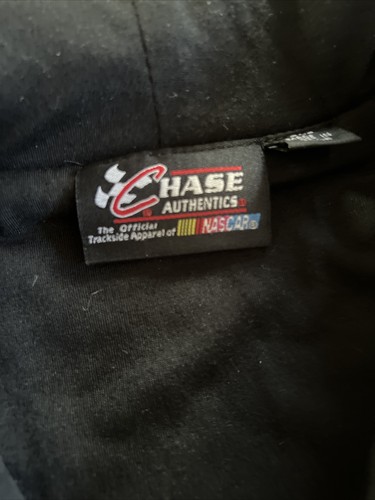 CHASE
AUTHENTICS®
The Official
Trackside Apparel of NASCAR®